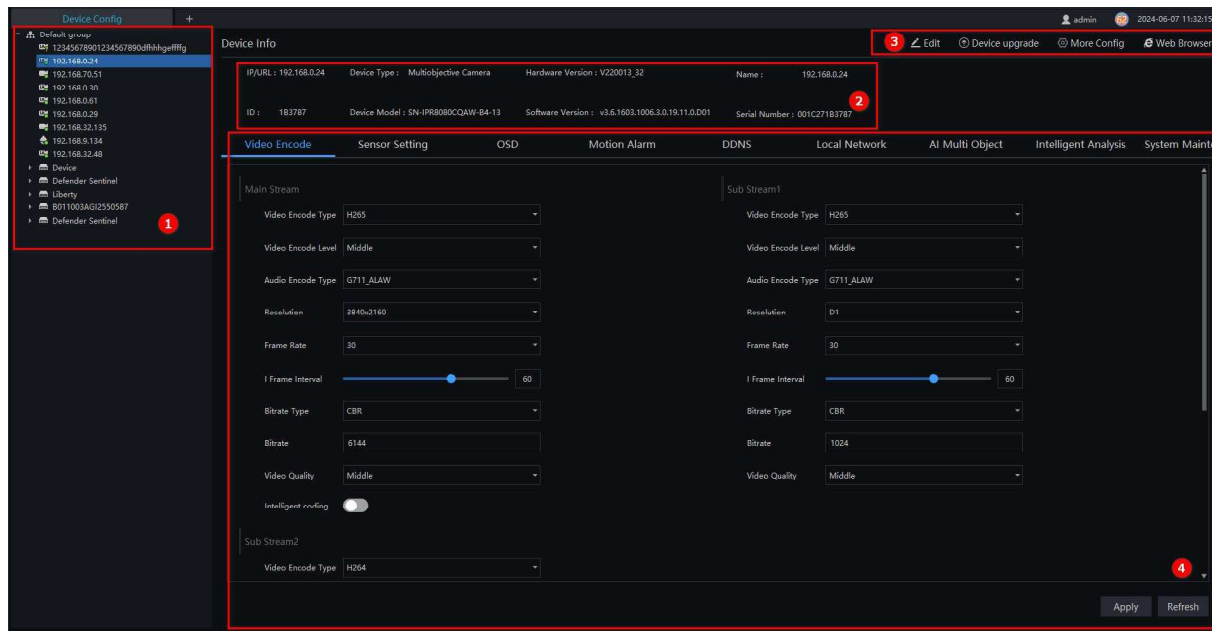 Device Config +
admin 62 2024-06-07 11:32:15
Default group
12345678901234567890dfhhhgeffffg
192.168.0.24
192.168.70.51
192.168.0.30
192.168.0.61
192.168.0.29
192.168.32.135
192.168.9.134
192.168.32.48
Device
Defender Sentinel
Liberty
B011003AGI2550587
Defender Sentinel
1
Device Info
3 Edit Device upgrade More Config Web Browser
IP/URL : 192.168.0.24 Device Type : Multiobjective Camera Hardware Version : V220013_32 Name : 192.168.0.24
2
ID : 1B3787 Device Model : SN-IPR8080CQAW-B4-13 Software Version : v3.6.1603.1006.3.0.19.11.0.D01 Serial Number : 001C271B3787
Video Encode Sensor Setting OSD Motion Alarm DDNS Local Network AI Multi Object Intelligent Analysis System Mainte
Main Stream Sub Stream1
Video Encode Type H265 Video Encode Type H265
Video Encode Level Middle Video Encode Level Middle
Audio Encode Type G711_ALAW Audio Encode Type G711_ALAW
Resolution 3840x2160 Resolution D1
Frame Rate 30 Frame Rate 30
I Frame Interval 60 I Frame Interval 60
Bitrate Type CBR Bitrate Type CBR
Bitrate 6144 Bitrate 1024
Video Quality Middle Video Quality Middle
Intelligent coding
Sub Stream2
Video Encode Type H264
4
Apply Refresh